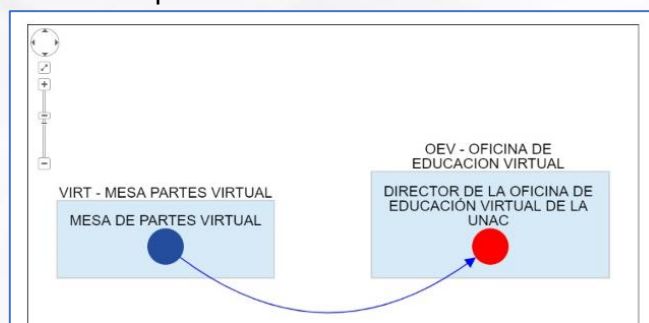 VIRT - MESA PARTES VIRTUAL
MESA DE PARTES VIRTUAL
OEV - OFICINA DE
EDUCACION VIRTUAL
DIRECTOR DE LA OFICINA DE
EDUCACIÓN VIRTUAL DE LA
UNAC